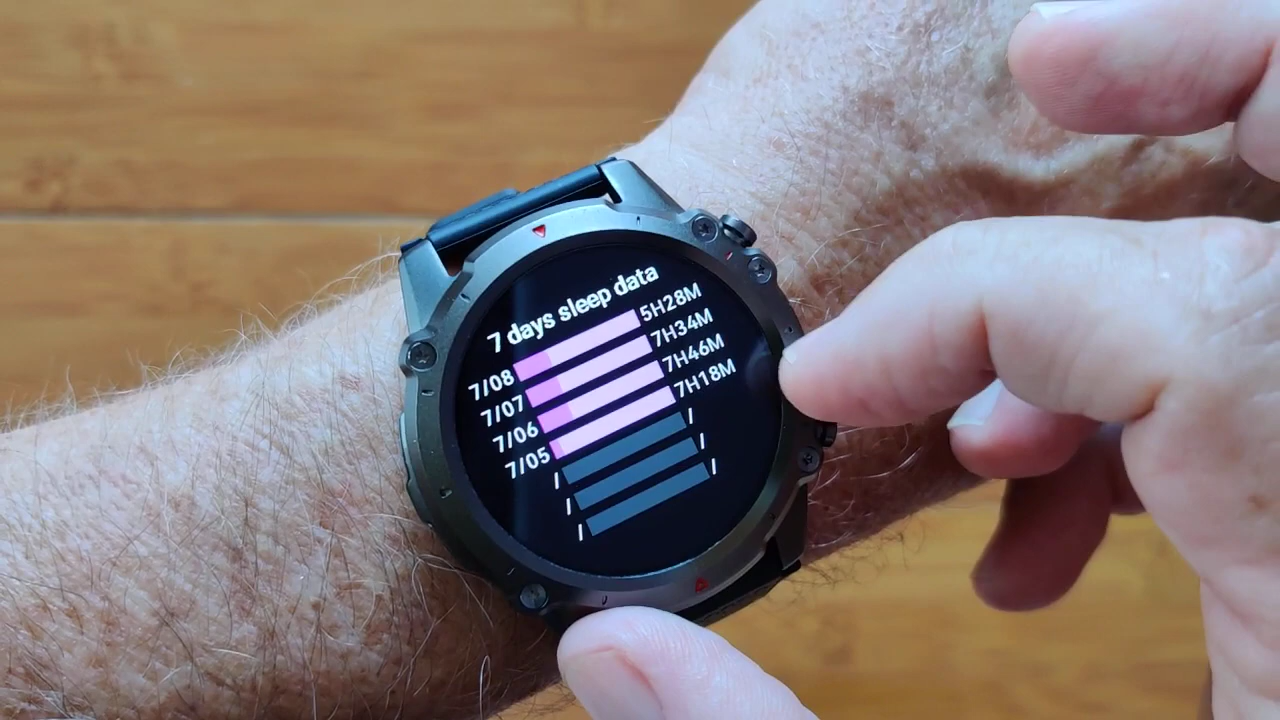 7 days sleep data
7/08 5H28M
7/07 7H34M
7/06 7H46M
7/05 7H18M
/ /
/ /
/ /